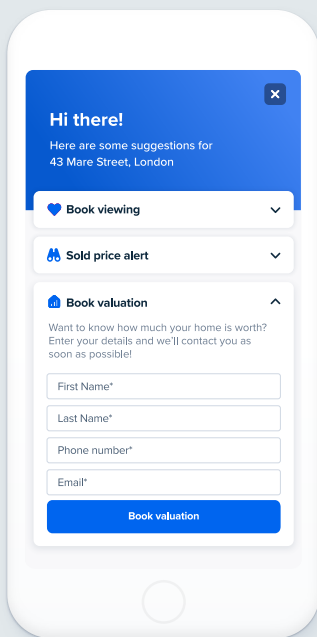 Hi there!
Here are some suggestions for
43 Mare Street, London
Book viewing
Sold price alert
Book valuation
Want to know how much your home is worth?
Enter your details and we'll contact you as
soon as possible!
First Name*
Last Name*
Phone number*
Email*
Book valuation